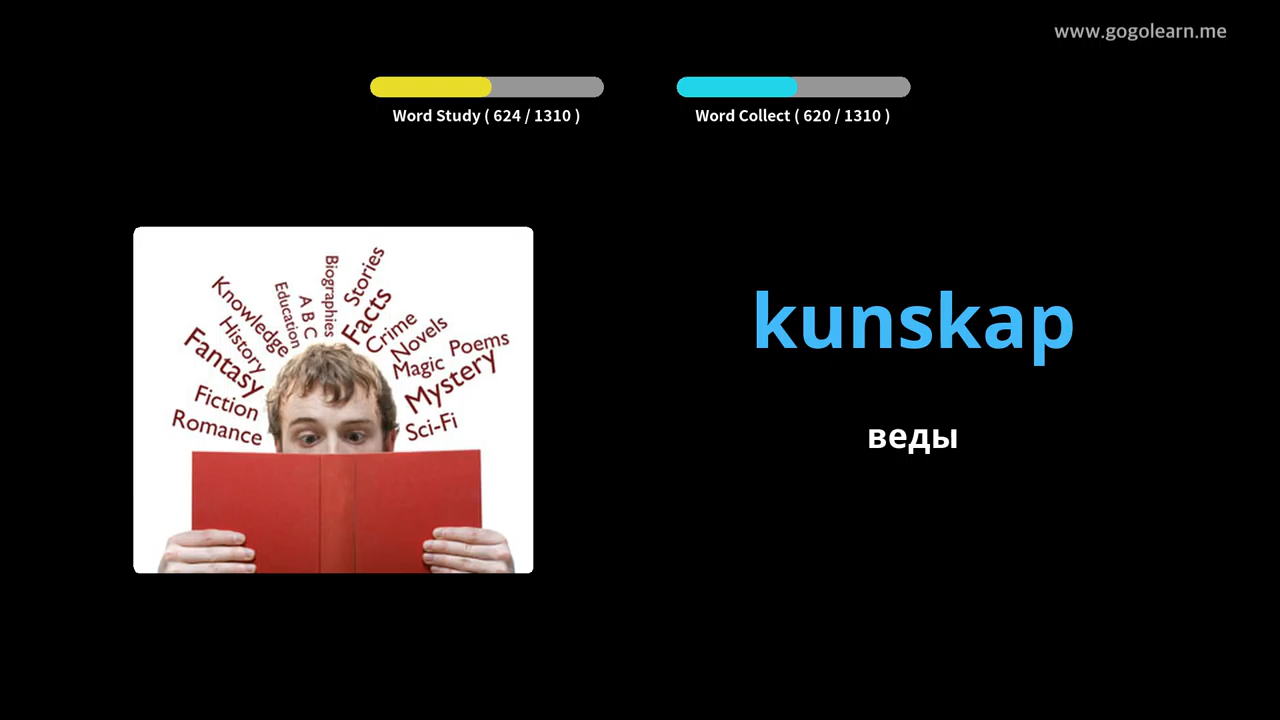 www.gogolearn.me
Word Study ( 624 / 1310 )
Word Collect ( 620 / 1310 )
Stories
Biographies
Facts
A B C
Education
Knowledge
Crime
History
Novels
Fantasy
Magic
Poems
Mystery
Fiction
Romance
Sci-Fi
kunskap
веды